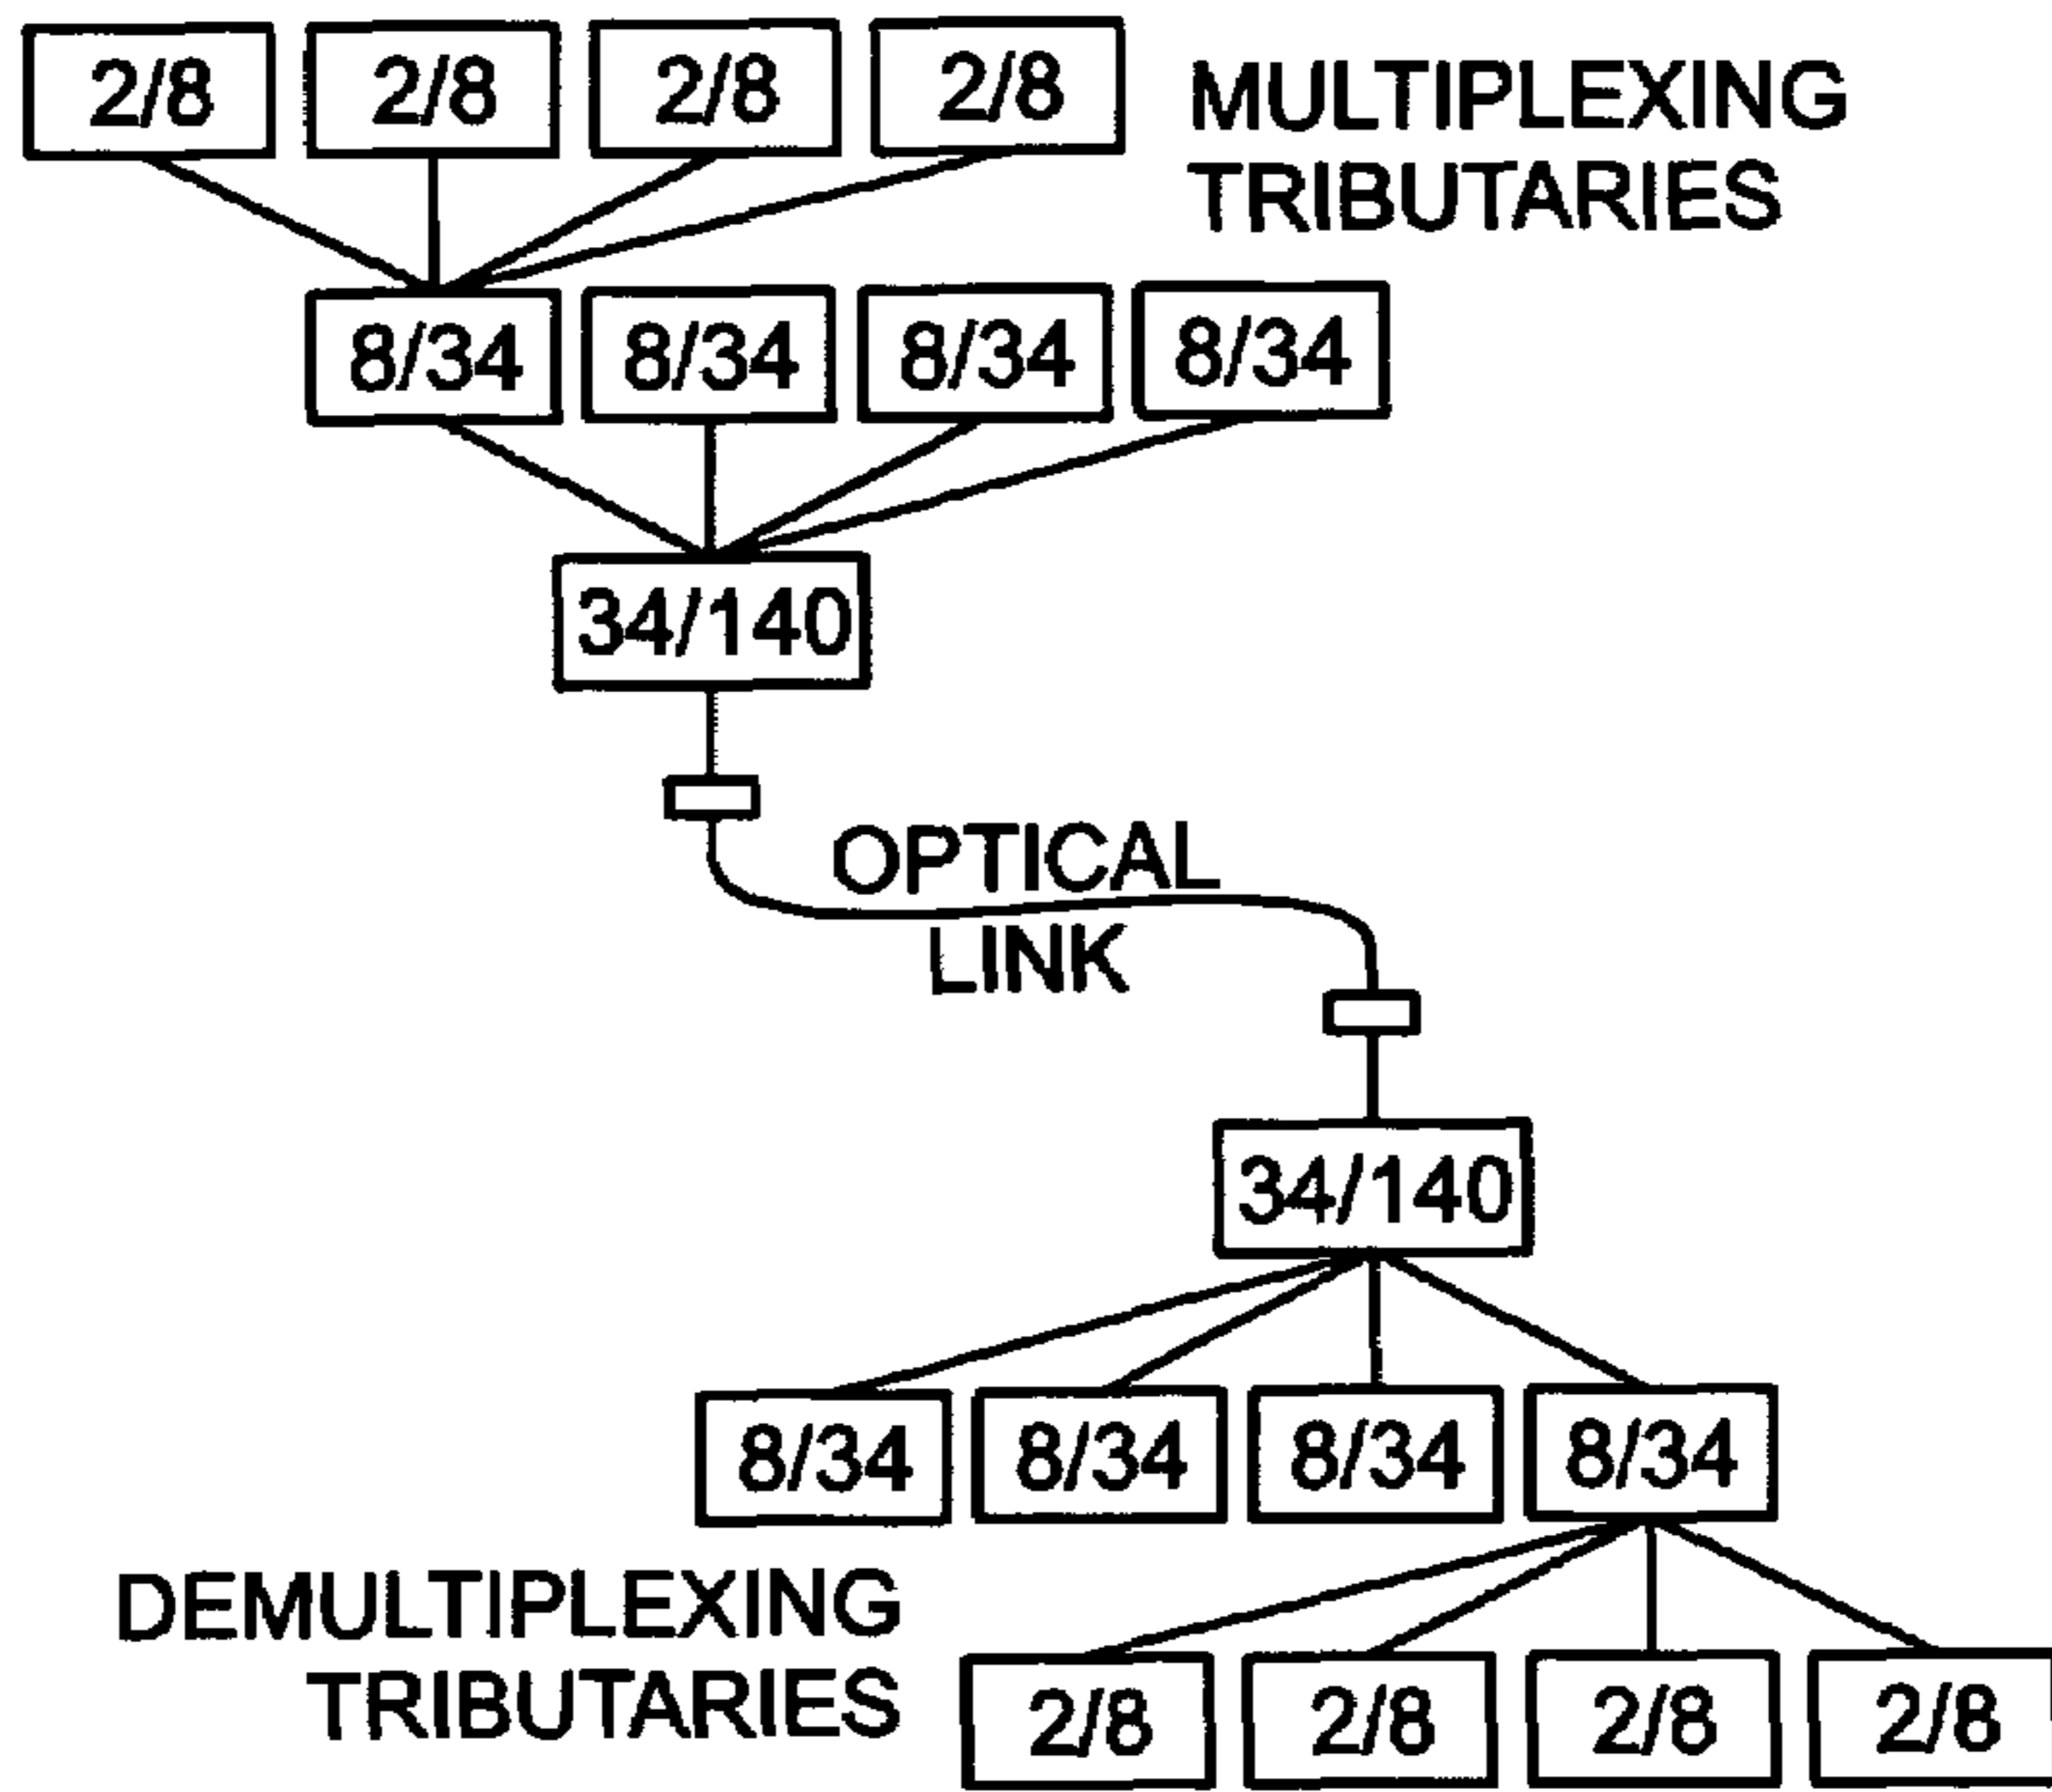 2/8 2/8 2/8 2/8 MULTIPLEXING
TRIBUTARIES
8/34 8/34 8/34 8/34
34/140
OPTICAL
LINK
34/140
8/34 8/34 8/34 8/34
DEMULTIPLEXING
TRIBUTARIES
2/8 2/8 2/8 2/8